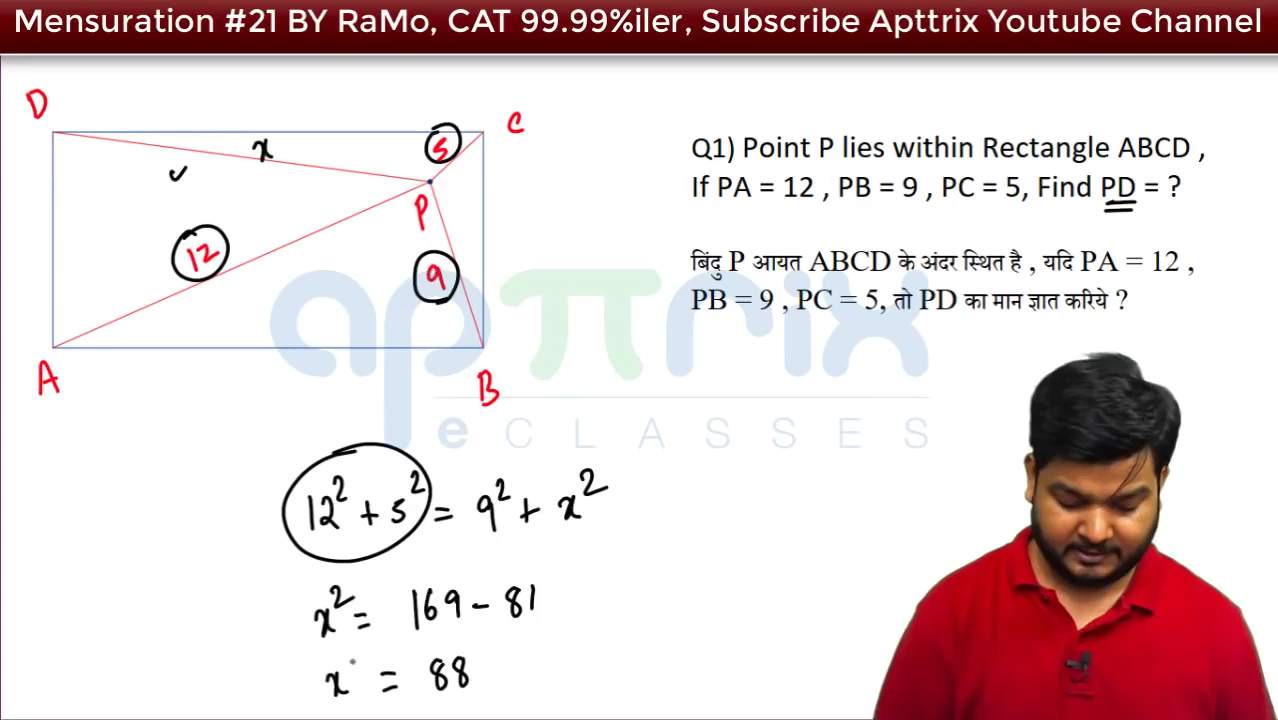 Mensuration #21 BY RaMo, CAT 99.99%iler, Subscribe Apttrix Youtube Channel
D
C
x
5
P
12
9
A
B
Q1) Point P lies within Rectangle ABCD ,
If PA = 12 , PB = 9 , PC = 5, Find PD = ?
बिंदु P आयत ABCD के अंदर स्थित है , यदि PA = 12 ,
PB = 9 , PC = 5, तो PD का मान ज्ञात करिये ?
apππrix
eCLASSES
12² + 5² = 9² + x²
x² = 169 - 81
x = 88